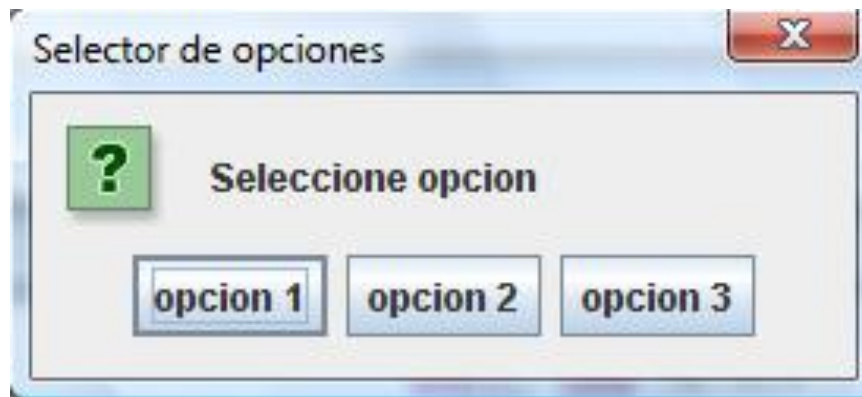 Selector de opciones
?
Seleccione opcion
opcion 1 opcion 2 opcion 3